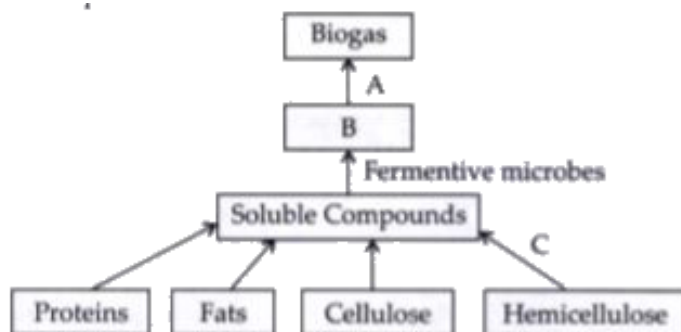 Biogas
A
B
Fermentive microbes
Soluble Compounds
C
Proteins Fats Cellulose Hemicellulose